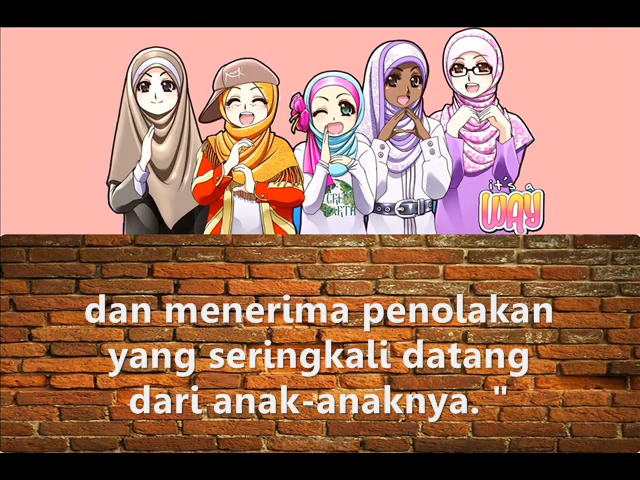 it's a
WAY
dan menerima penolakan
yang seringkali datang
dari anak-anaknya. "